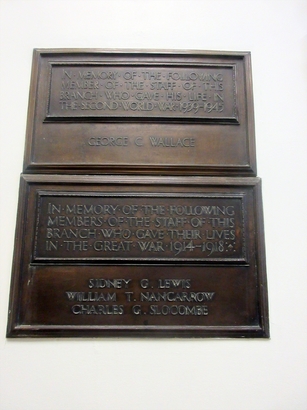 IN MEMORY OF THE FOLLOWING
MEMBERS OF THE STAFF OF THIS
BRANCH WHO GAVE HIS LIFE IN
THE SECOND WORLD WAR 1939-1945
GEORGE C. WALLACE
IN MEMORY OF THE FOLLOWING
MEMBERS OF THE STAFF OF THIS
BRANCH WHO GAVE THEIR LIVES
IN THE GREAT WAR 1914-1918
SIDNEY G. LEWIS
WILLIAM T. NANCARROW
CHARLES G. SLOCOMBE